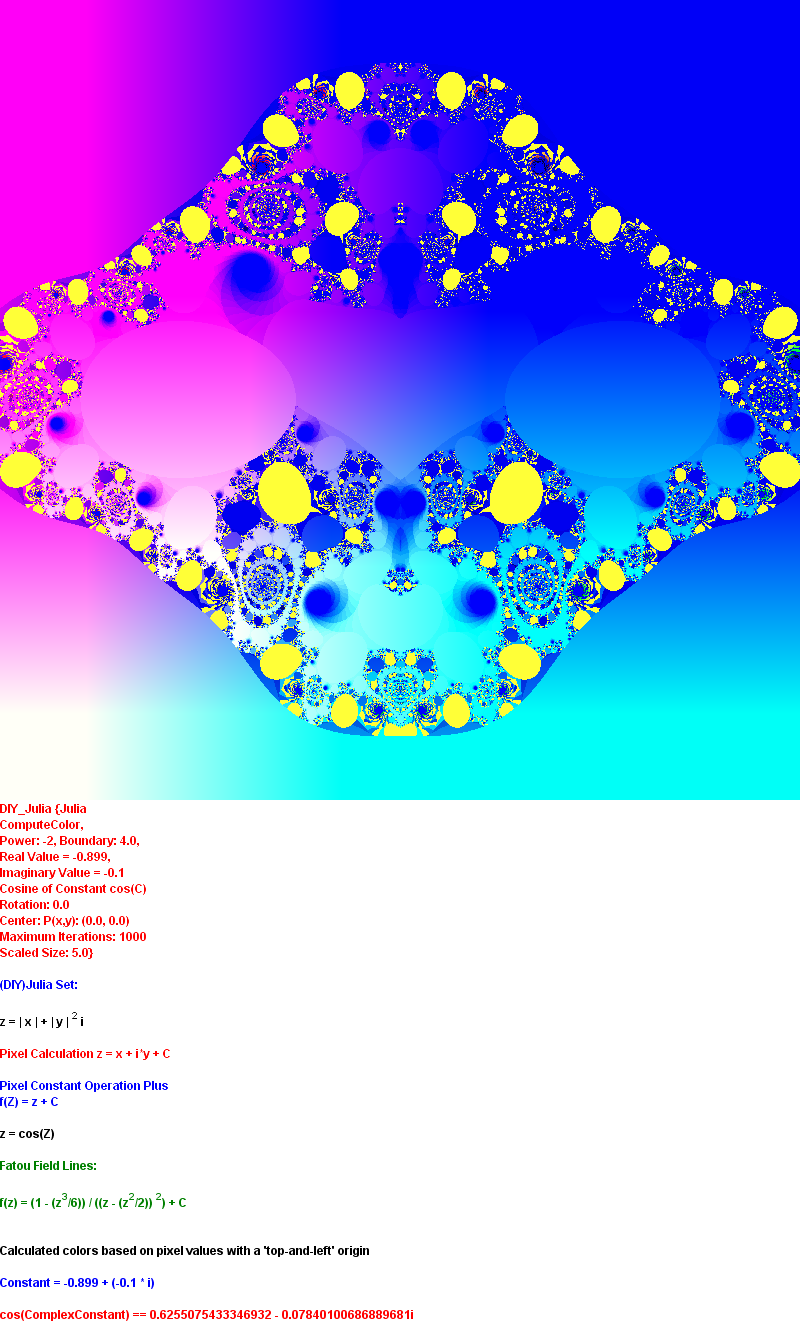 DIY_Julia {Julia
ComputeColor,
Power: -2, Boundary: 4.0,
Real Value = -0.899,
Imaginary Value = -0.1
Cosine of Constant cos(C)
Rotation: 0.0
Center: P(x,y): (0.0, 0.0)
Maximum Iterations: 1000
Scaled Size: 5.0}
(DIY)Julia Set:
z = | x | + | y | ² i
Pixel Calculation z = x + i*y + C
Pixel Constant Operation Plus
f(Z) = z + C
z = cos(Z)
Fatou Field Lines:
f(z) = (1 - (z³/6)) / ((z - (z²/2)) ²) + C
Calculated colors based on pixel values with a 'top-and-left' origin
Constant = -0.899 + (-0.1 * i)
cos(ComplexConstant) == 0.6255075433346932 - 0.07840100686889681i